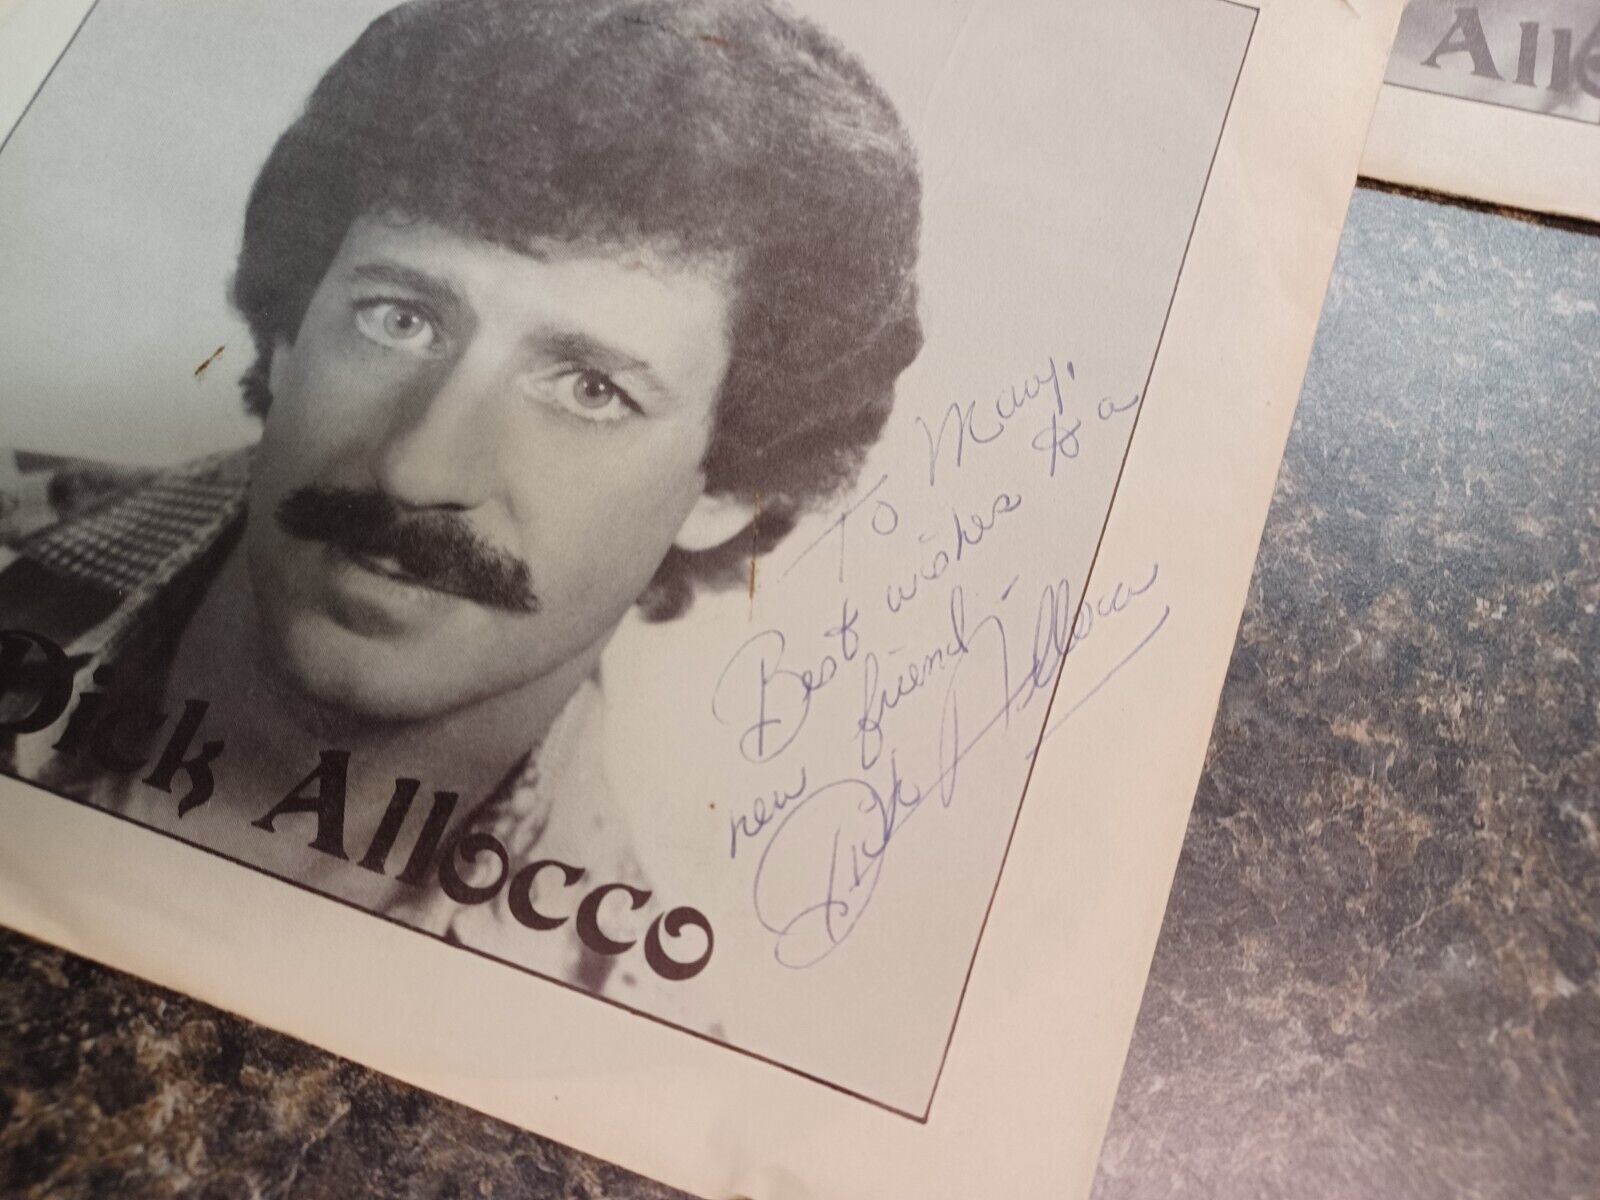 Allo
To Mary,
Best wishes to a
new friend -
Dick Allocco
Dick Allocco